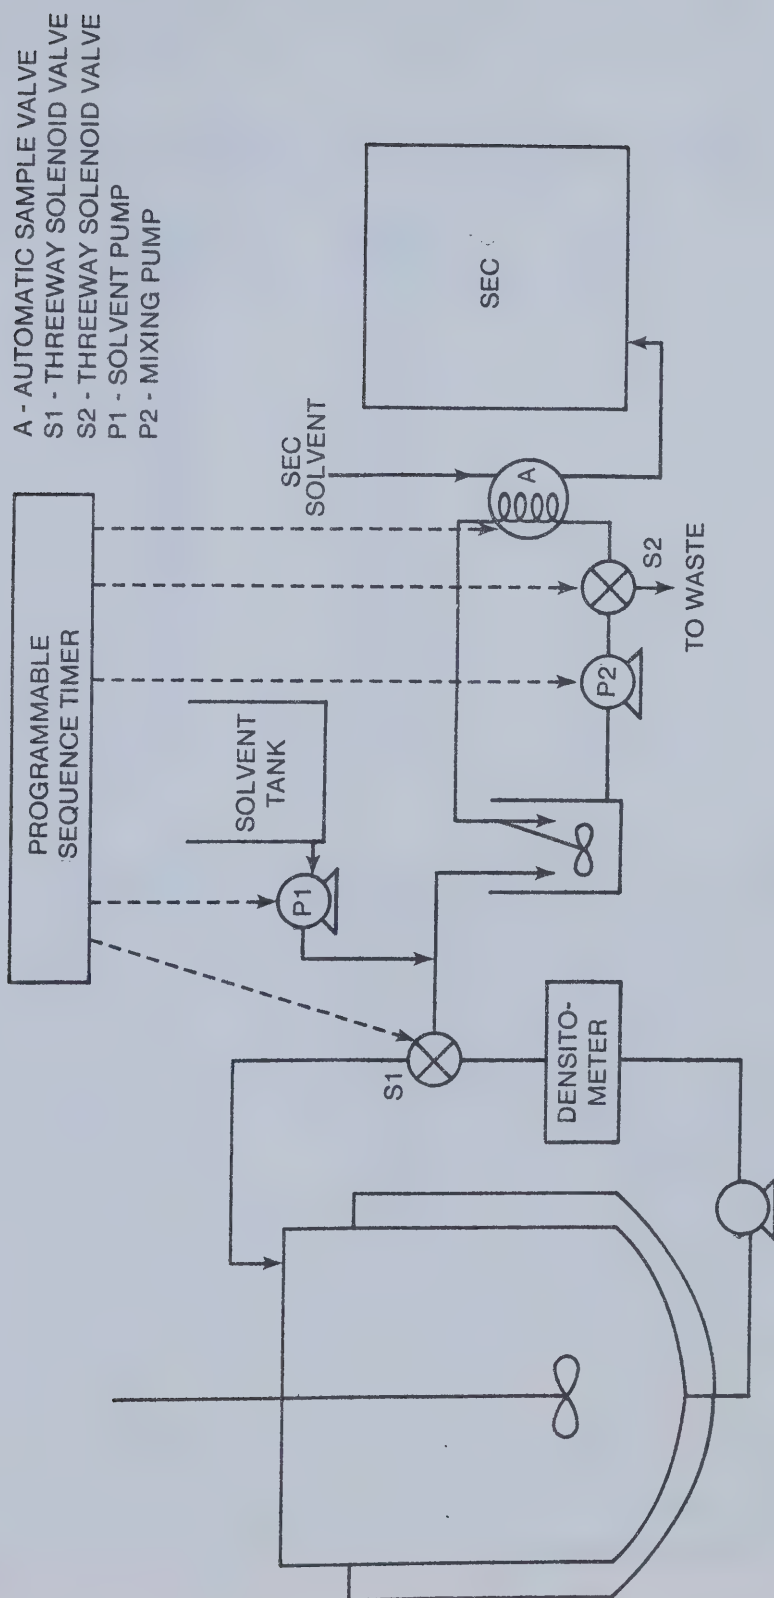 A - AUTOMATIC SAMPLE VALVE
S1 - THREEWAY SOLENOID VALVE
S2 - THREEWAY SOLENOID VALVE
P1 - SOLVENT PUMP
P2 - MIXING PUMP
PROGRAMMABLE
SEQUENCE TIMER
SEC
SOLVENT
A
SEC
SOLVENT
TANK
P1
P2
S2
TO WASTE
S1
DENSITO-
METER